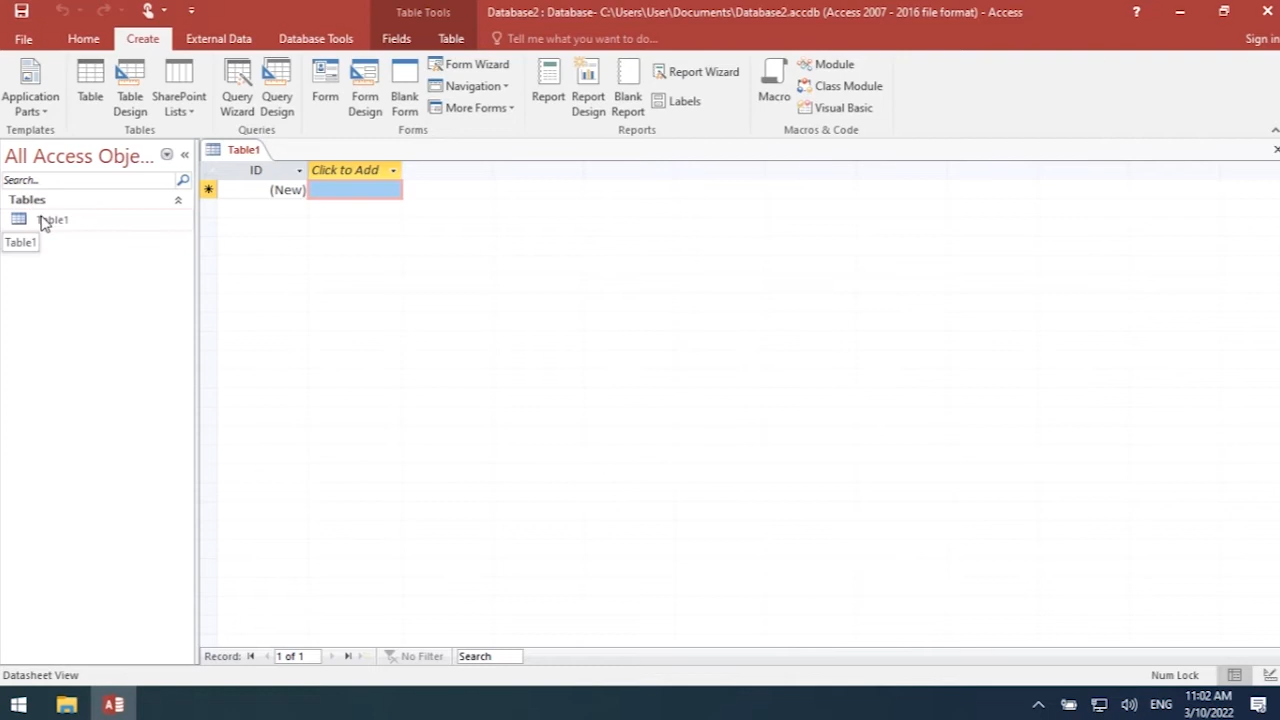 Table Tools
Database2 : Database- C:\Users\User\Documents\Database2.accdb (Access 2007 - 2016 file format) - Access
?
File
Home
Create
External Data
Database Tools
Fields
Table
Tell me what you want to do...
Sign in
Application
Parts
Table
Table
Design
SharePoint
Lists
Query
Wizard
Query
Design
Form
Form
Design
Blank
Form
Form Wizard
Navigation
More Forms
Report
Report
Design
Blank
Report
Report Wizard
Labels
Macro
Module
Class Module
Visual Basic
Templates
Tables
Queries
Forms
Reports
Macros & Code
All Access Obje...
Search...
Tables
Table1
Table1
Table1
ID
Click to Add
(New)
Record:
1 of 1
No Filter
Search
Datasheet View
Num Lock
ENG
11:02 AM
3/10/2022